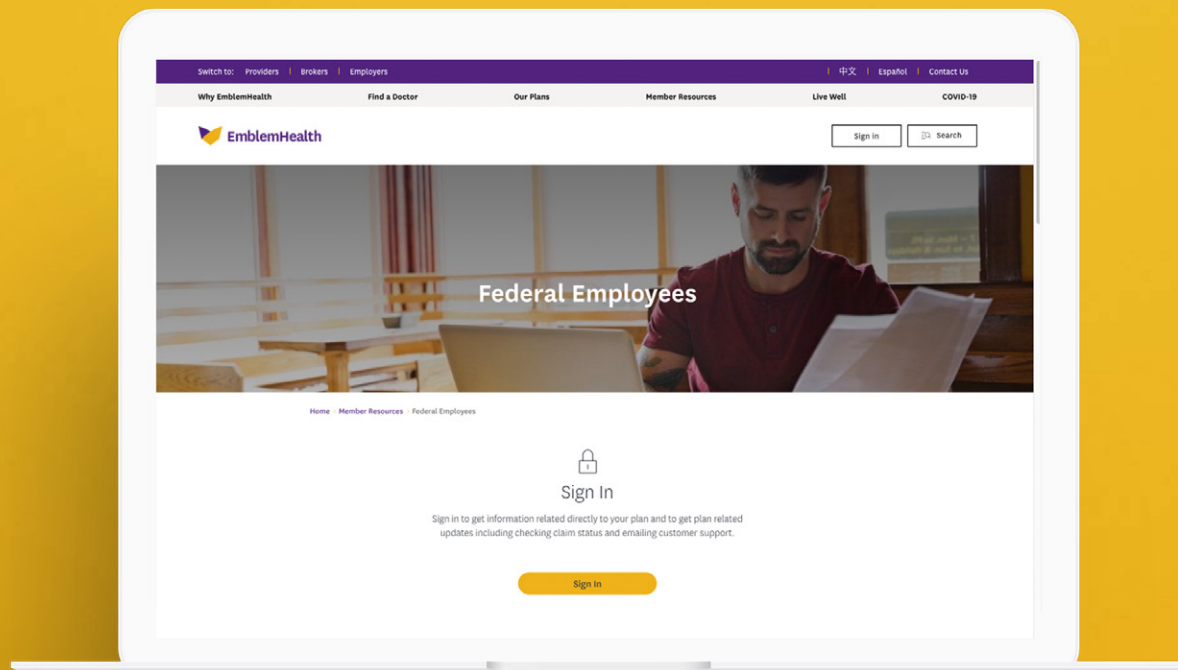 Switch to: Providers | Brokers | Employers | 中文 | Español | Contact Us
Why EmblemHealth Find a Doctor Our Plans Member Resources Live Well COVID-19
EmblemHealth Sign in Search
Federal Employees
Home Member Resources Federal Employees
Sign In
Sign in to get information related directly to your plan and to get plan related
updates including checking claim status and emailing customer support.
Sign In